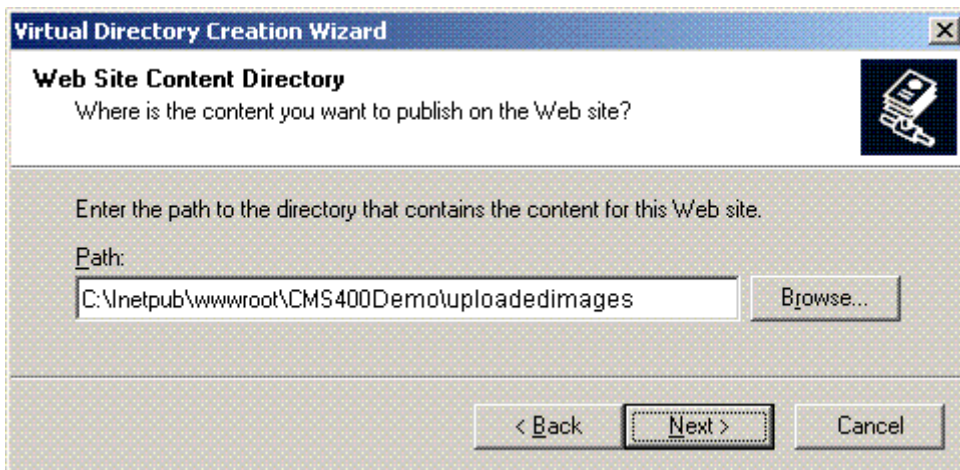 Virtual Directory Creation Wizard
Web Site Content Directory
Where is the content you want to publish on the Web site?
Enter the path to the directory that contains the content for this Web site.
Path:
C:\Inetpub\wwwroot\CMS400Demo\uploadedimages
Browse...
< Back
Next >
Cancel